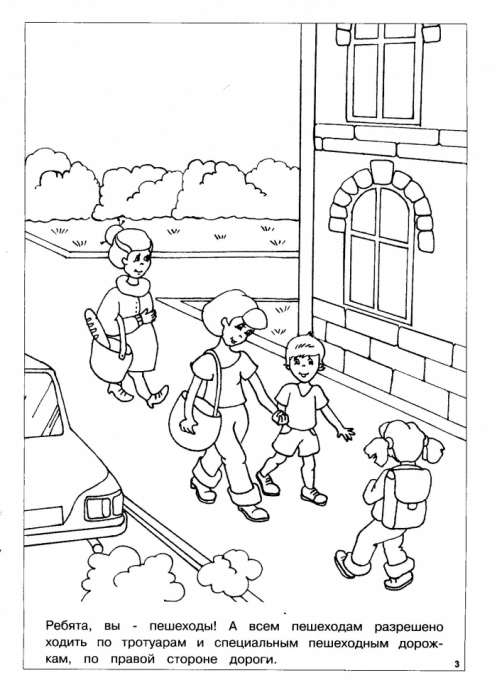 Ребята, вы - пешеходы! А всем пешеходам разрешено
ходить по тротуарам и специальным пешеходным дорож-
кам, по правой стороне дороги.
3